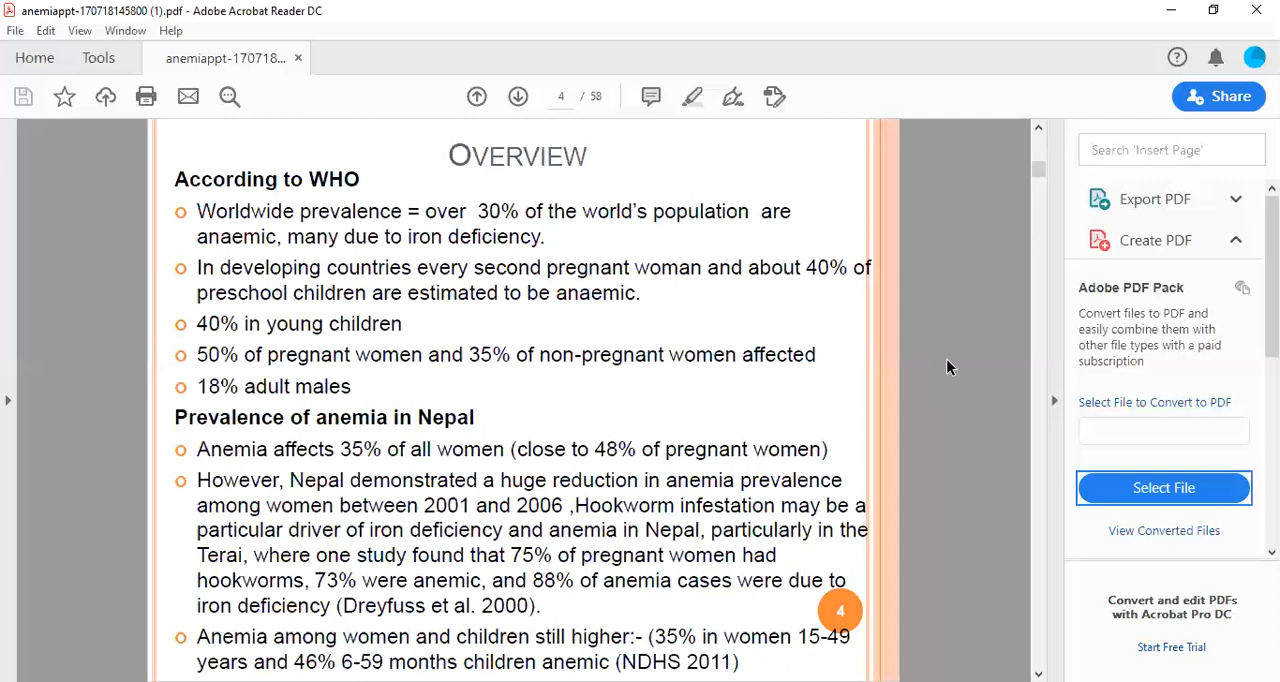 anemiappt-170718145800 (1).pdf - Adobe Acrobat Reader DC
File Edit View Window Help
Home Tools anemiappt-170718... ×
4 / 58
Share
OVERVIEW
According to WHO
o Worldwide prevalence = over 30% of the world's population are
anaemic, many due to iron deficiency.
o In developing countries every second pregnant woman and about 40% of
preschool children are estimated to be anaemic.
o 40% in young children
o 50% of pregnant women and 35% of non-pregnant women affected
o 18% adult males
Prevalence of anemia in Nepal
o Anemia affects 35% of all women (close to 48% of pregnant women)
o However, Nepal demonstrated a huge reduction in anemia prevalence
among women between 2001 and 2006 ,Hookworm infestation may be a
particular driver of iron deficiency and anemia in Nepal, particularly in the
Terai, where one study found that 75% of pregnant women had
hookworms, 73% were anemic, and 88% of anemia cases were due to
iron deficiency (Dreyfuss et al. 2000).
4
o Anemia among women and children still higher:- (35% in women 15-49
years and 46% 6-59 months children anemic (NDHS 2011)
Search 'Insert Page'
Export PDF
Create PDF
Adobe PDF Pack
Convert files to PDF and
easily combine them with
other file types with a paid
subscription
Select File to Convert to PDF
Select File
View Converted Files
Convert and edit PDFs
with Acrobat Pro DC
Start Free Trial